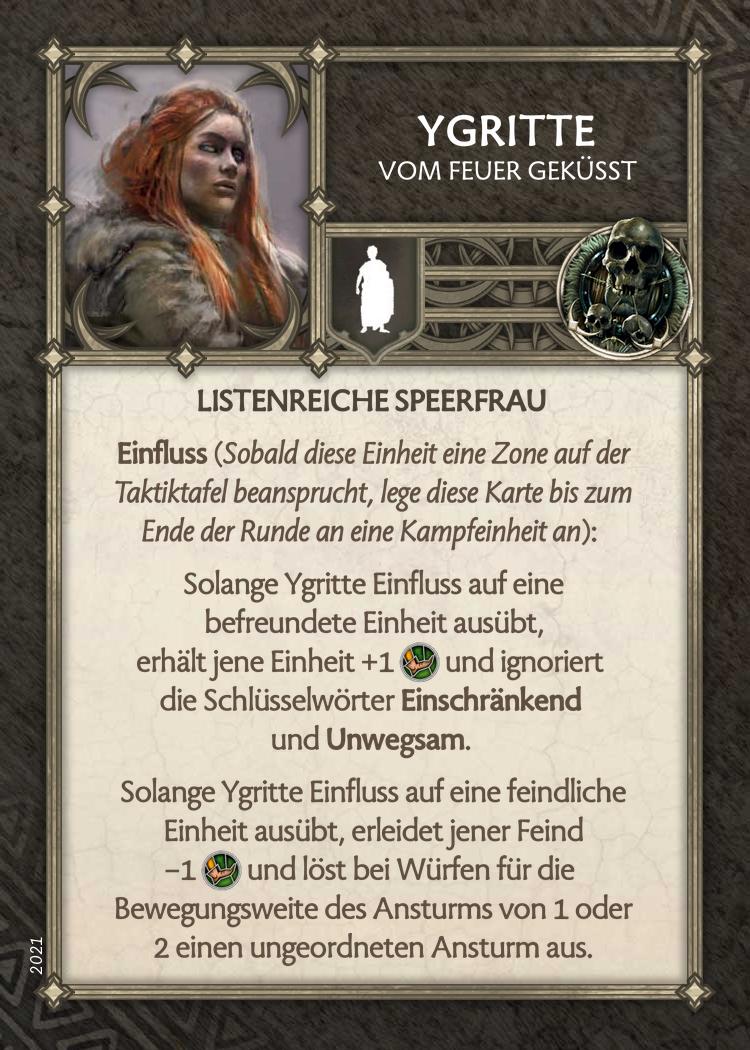 YGRITTE
VOM FEUER GEKÜSST
LISTENREICHE SPEERFRAU
Einfluss (Sobald diese Einheit eine Zone auf der
Taktiktafel beansprucht, lege diese Karte bis zum
Ende der Runde an eine Kampfeinheit an):
Solange Ygritte Einfluss auf eine
befreundete Einheit ausübt,
erhält jene Einheit +1 und ignoriert
die Schlüsselwörter Einschränkend
und Unwegsam.
Solange Ygritte Einfluss auf eine feindliche
Einheit ausübt, erleidet jener Feind
−1 und löst bei Würfen für die
Bewegungsweite des Ansturms von 1 oder
2 einen ungeordneten Ansturm aus.
2021